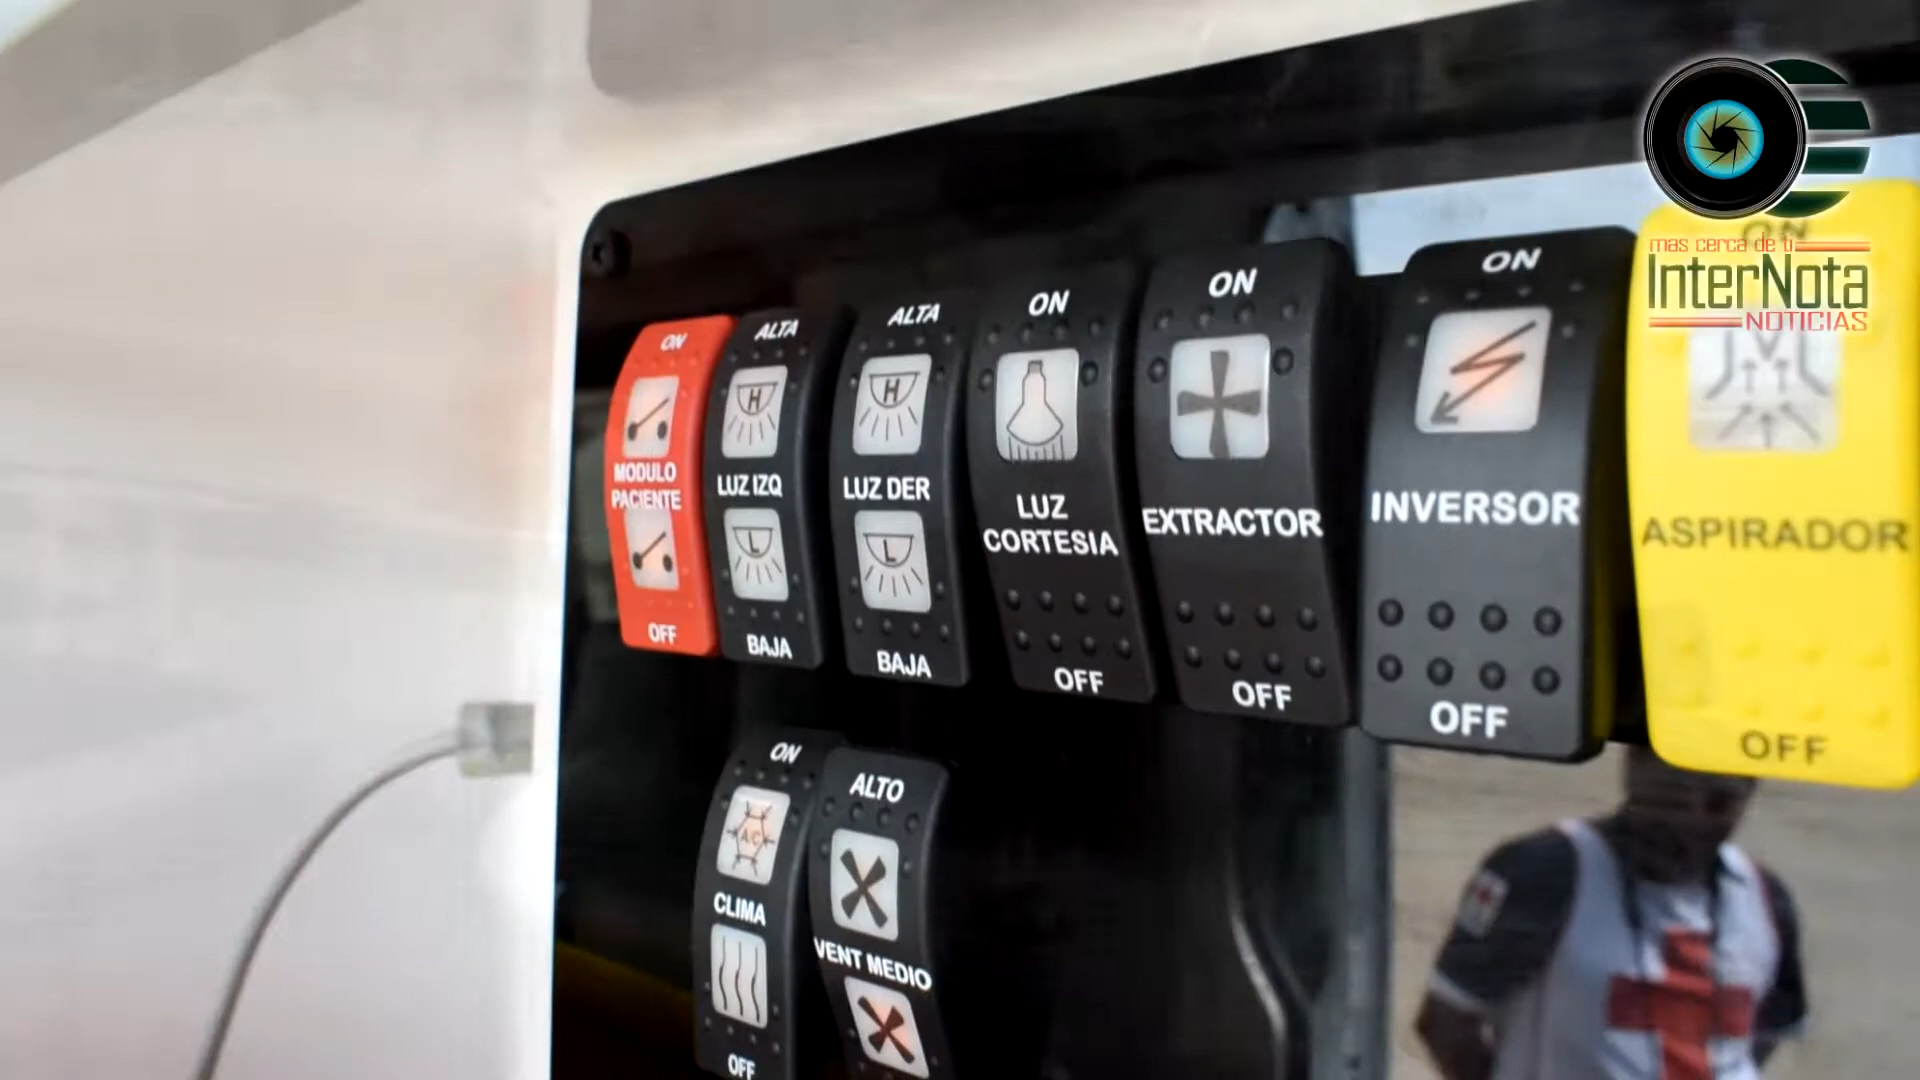 ON
MODULO
PACIENTE
OFF
ALTA
H
LUZ IZQ
L
BAJA
ALTA
H
LUZ DER
L
BAJA
ON
LUZ
CORTESIA
OFF
ON
EXTRACTOR
OFF
ON
INVERSOR
OFF
ON
ASPIRADOR
OFF
ON
A/C
CLIMA
OFF
ALTO
VENT MEDIO
mas cerca de ti
InterNota
NOTICIAS